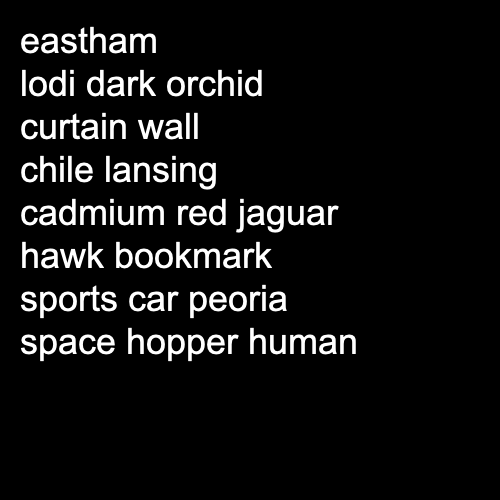 eastham
lodi dark orchid
curtain wall
chile lansing
cadmium red jaguar
hawk bookmark
sports car peoria
space hopper human